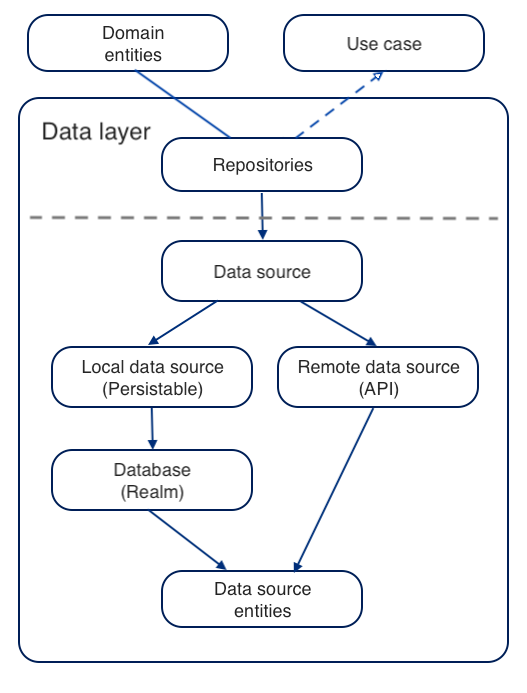 Domain
entities
Use case
Data layer
Repositories
Data source
Local data source
(Persistable)
Remote data source
(API)
Database
(Realm)
Data source
entities